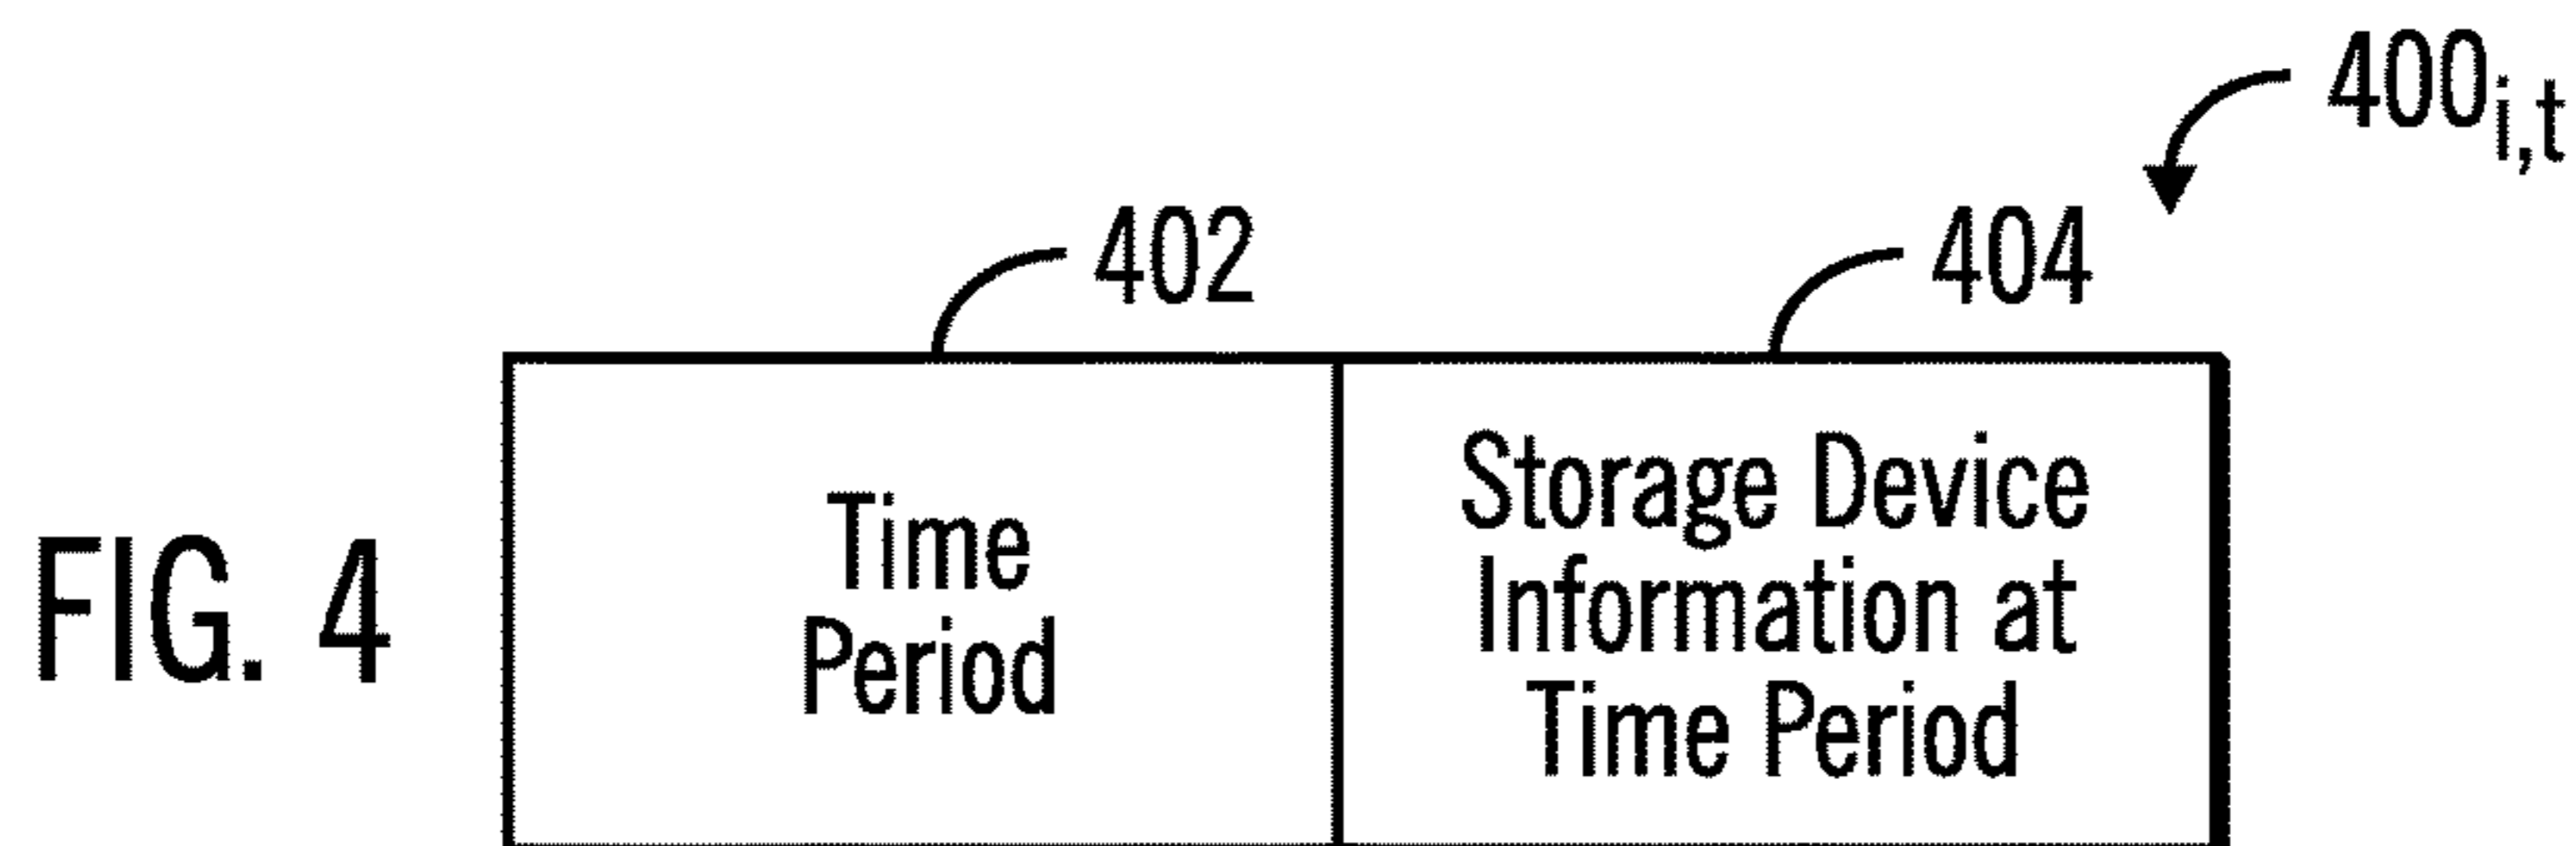 400i,t
402
404
FIG. 4
Time
Period
Storage Device
Information at
Time Period